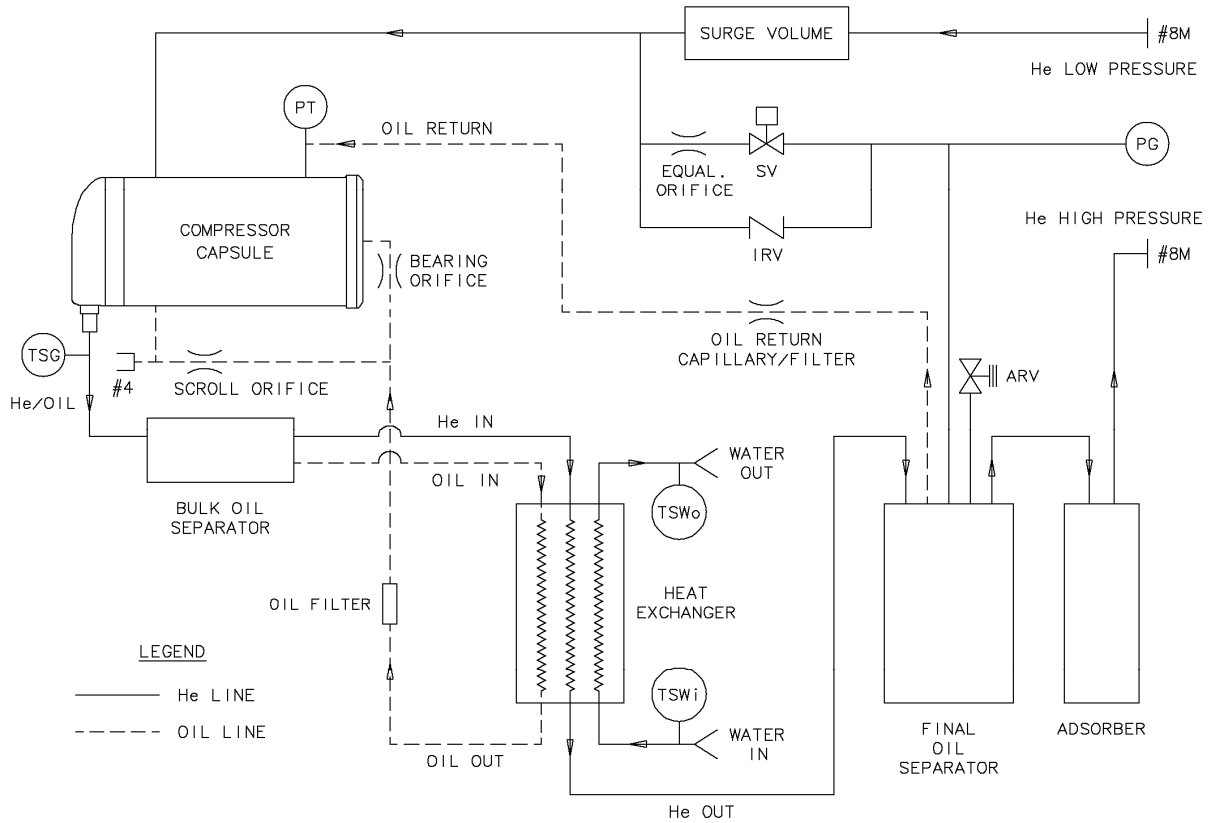 SURGE VOLUME
#8M
He LOW PRESSURE
PT
OIL RETURN
EQUAL.
ORIFICE
SV
PG
He HIGH PRESSURE
#8M
COMPRESSOR
CAPSULE
IRV
BEARING
ORIFICE
OIL RETURN
CAPILLARY/FILTER
TSG
#4
SCROLL ORIFICE
ARV
He/OIL
He IN
OIL IN
WATER
OUT
BULK OIL
SEPARATOR
TSWo
OIL FILTER
HEAT
EXCHANGER
LEGEND
He LINE
OIL LINE
TSWi
WATER
IN
OIL OUT
He OUT
FINAL
OIL
SEPARATOR
ADSORBER